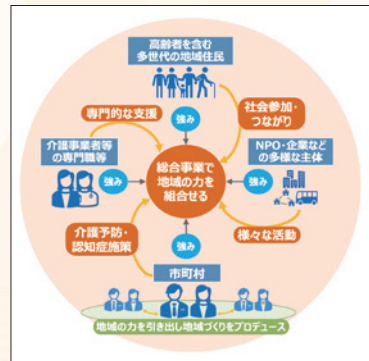 高齢者を含む
多世代の地域住民
専門的な支援
強み
社会参加・
つながり
介護事業者等
の専門職等
強み
総合事業で
地域の力を
組合せる
強み
NPO・企業など
の多様な主体
介護予防・
認知症施策
強み
様々な活動
市町村
地域の力を引き出し地域づくりをプロデュース